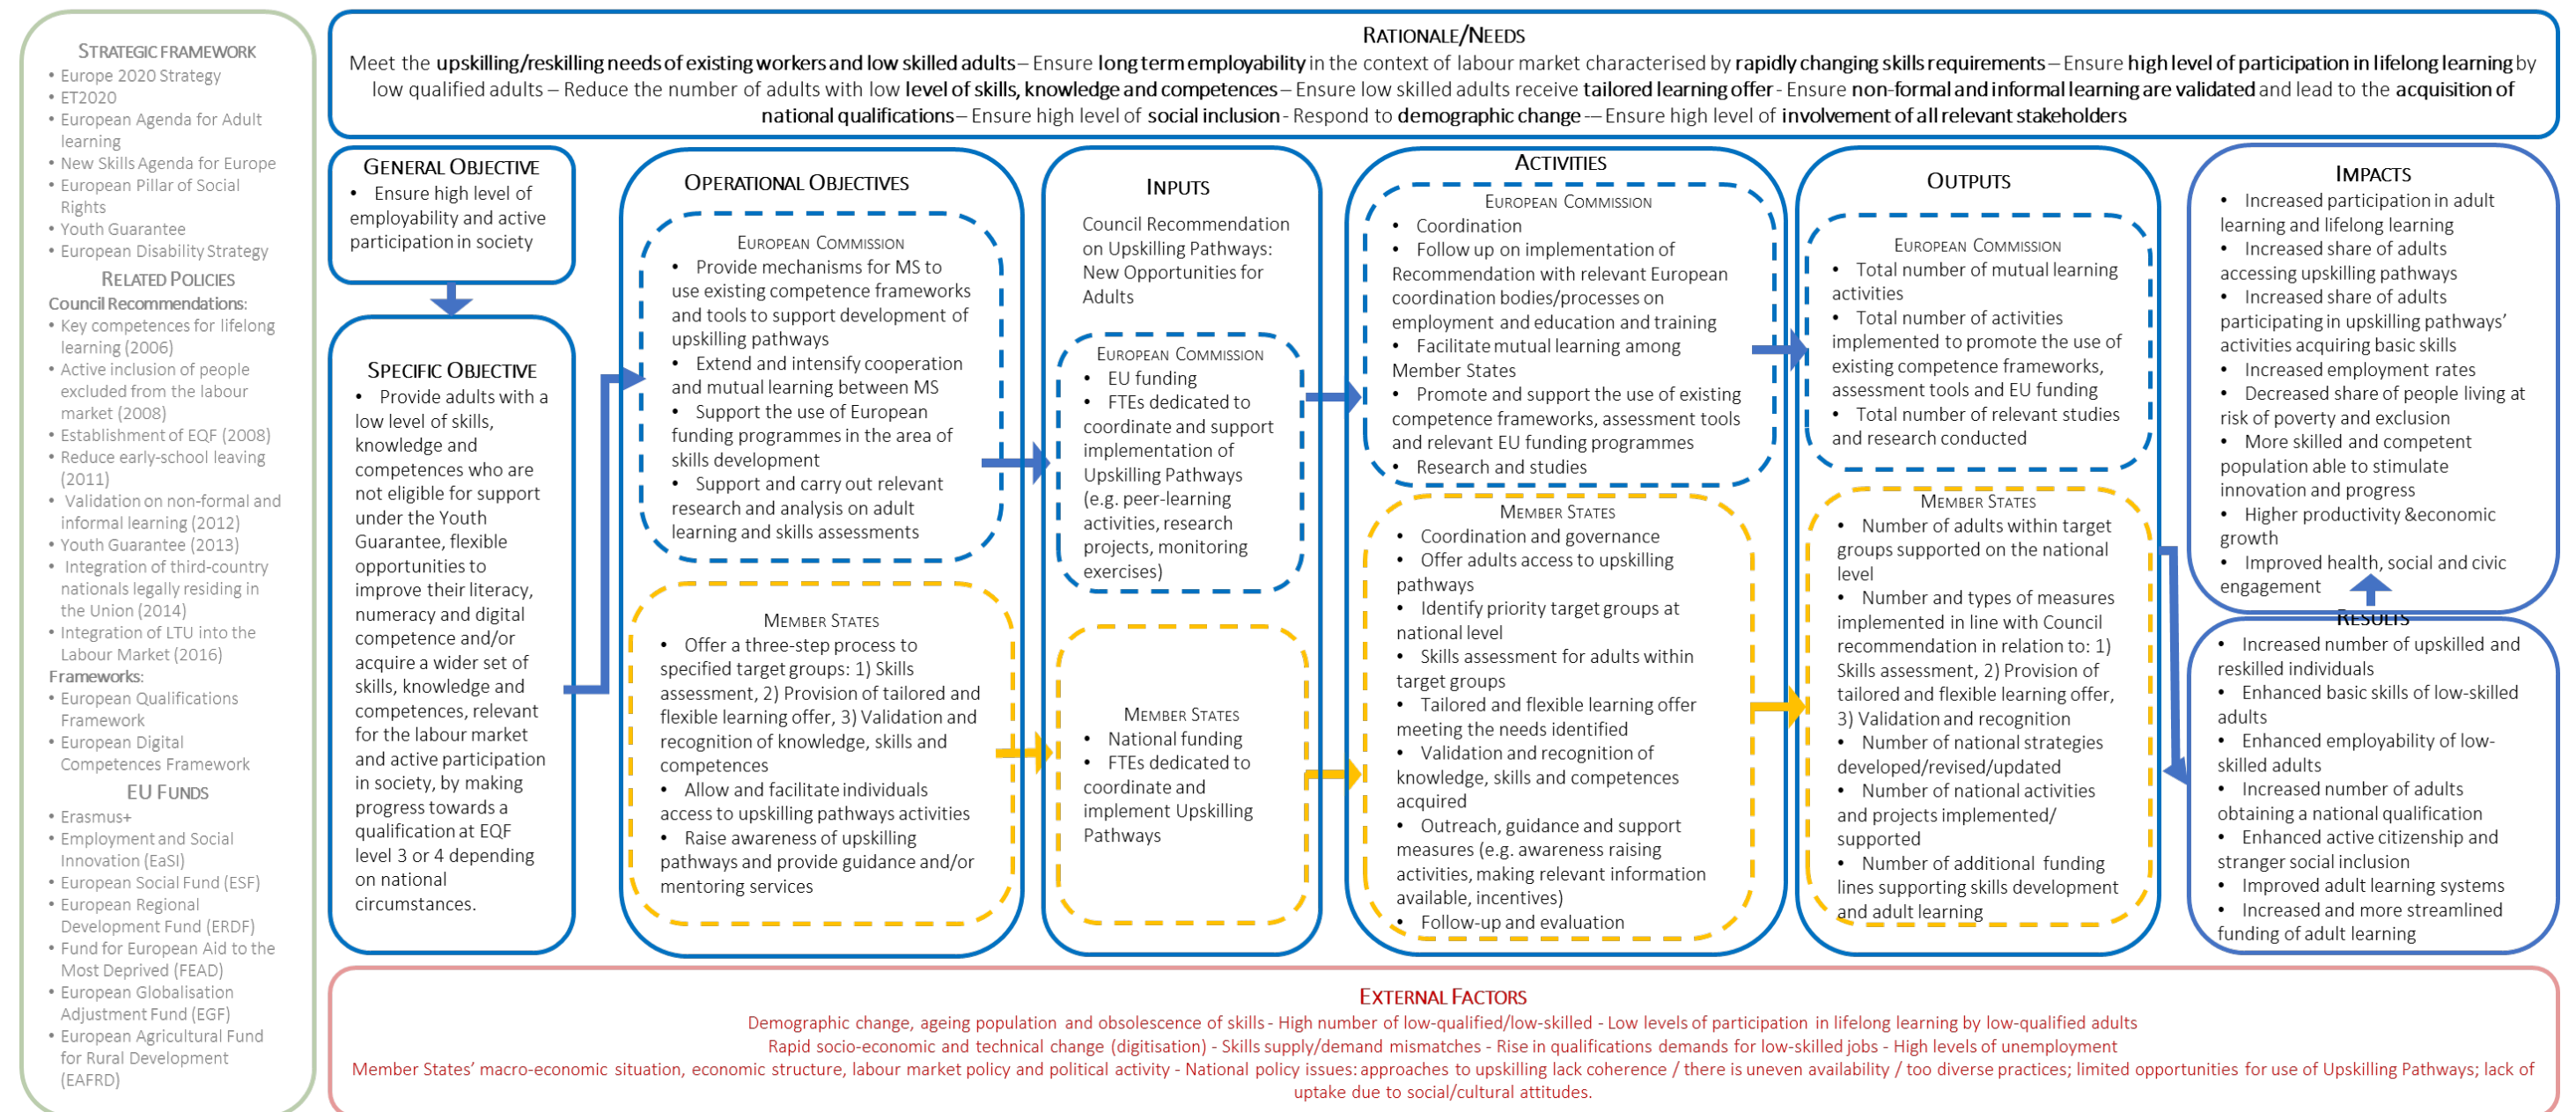 STRATEGIC FRAMEWORK
• Europe 2020 Strategy
• ET2020
• European Agenda for Adult
learning
• New Skills Agenda for Europe
• European Pillar of Social
Rights
• Youth Guarantee
• European Disability Strategy
RELATED POLICIES
Council Recommendations:
• Key competences for lifelong
learning (2006)
• Active inclusion of people
excluded from the labour
market (2008)
• Establishment of EQF (2008)
• Reduce early-school leaving
(2011)
• Validation on non-formal and
informal learning (2012)
• Youth Guarantee (2013)
• Integration of third-country
nationals legally residing in
the Union (2014)
• Integration of LTU into the
Labour Market (2016)
Frameworks:
• European Qualifications
Framework
• European Digital
Competences Framework
EU FUNDS
• Erasmus+
• Employment and Social
Innovation (EaSI)
• European Social Fund (ESF)
• European Regional
Development Fund (ERDF)
• Fund for European Aid to the
Most Deprived (FEAD)
• European Globalisation
Adjustment Fund (EGF)
• European Agricultural Fund
for Rural Development
(EAFRD)
RATIONALE/NEEDS
Meet the upskilling/reskilling needs of existing workers and low skilled adults – Ensure long term employability in the context of labour market characterised by rapidly changing skills requirements – Ensure high level of participation in lifelong learning by
low qualified adults – Reduce the number of adults with low level of skills, knowledge and competences – Ensure low skilled adults receive tailored learning offer - Ensure non-formal and informal learning are validated and lead to the acquisition of
national qualifications – Ensure high level of social inclusion - Respond to demographic change -– Ensure high level of involvement of all relevant stakeholders
GENERAL OBJECTIVE
• Ensure high level of
employability and active
participation in society
SPECIFIC OBJECTIVE
• Provide adults with a
low level of skills,
knowledge and
competences who are
not eligible for support
under the Youth
Guarantee, flexible
opportunities to
improve their literacy,
numeracy and digital
competence and/or
acquire a wider set of
skills, knowledge and
competences, relevant
for the labour market
and active participation
in society, by making
progress towards a
qualification at EQF
level 3 or 4 depending
on national
circumstances.
OPERATIONAL OBJECTIVES
EUROPEAN COMMISSION
• Provide mechanisms for MS to
use existing competence frameworks
and tools to support development of
upskilling pathways
• Extend and intensify cooperation
and mutual learning between MS
• Support the use of European
funding programmes in the area of
skills development
• Support and carry out relevant
research and analysis on adult
learning and skills assessments
MEMBER STATES
• Offer a three-step process to
specified target groups: 1) Skills
assessment, 2) Provision of tailored and
flexible learning offer, 3) Validation and
recognition of knowledge, skills and
competences
• Allow and facilitate individuals
access to upskilling pathways activities
• Raise awareness of upskilling
pathways and provide guidance and/or
mentoring services
INPUTS
Council Recommendation
on Upskilling Pathways:
New Opportunities for
Adults
EUROPEAN COMMISSION
• EU funding
• FTEs dedicated to
coordinate and support
implementation of
Upskilling Pathways
(e.g. peer-learning
activities, research
projects, monitoring
exercises)
MEMBER STATES
• National funding
• FTEs dedicated to
coordinate and
implement Upskilling
Pathways
ACTIVITIES
EUROPEAN COMMISSION
• Coordination
• Follow up on implementation of
Recommendation with relevant European
coordination bodies/processes on
employment and education and training
• Facilitate mutual learning among
Member States
• Promote and support the use of existing
competence frameworks, assessment tools
and relevant EU funding programmes
• Research and studies
MEMBER STATES
• Coordination and governance
• Offer adults access to upskilling
pathways
• Identify priority target groups at
national level
• Skills assessment for adults within
target groups
• Tailored and flexible learning offer
meeting the needs identified
• Validation and recognition of
knowledge, skills and competences
acquired
• Outreach, guidance and support
measures (e.g. awareness raising
activities, making relevant information
available, incentives)
• Follow-up and evaluation
OUTPUTS
EUROPEAN COMMISSION
• Total number of mutual learning
activities
• Total number of activities
implemented to promote the use of
existing competence frameworks,
assessment tools and EU funding
• Total number of relevant studies
and research conducted
MEMBER STATES
• Number of adults within target
groups supported on the national
level
• Number and types of measures
implemented in line with Council
recommendation in relation to: 1)
Skills assessment, 2) Provision of
tailored and flexible learning offer,
3) Validation and recognition
• Number of national strategies
developed/revised/updated
• Number of national activities
and projects implemented/
supported
• Number of additional funding
lines supporting skills development
and adult learning
IMPACTS
• Increased participation in adult
learning and lifelong learning
• Increased share of adults
accessing upskilling pathways
• Increased share of adults
participating in upskilling pathways’
activities acquiring basic skills
• Increased employment rates
• Decreased share of people living at
risk of poverty and exclusion
• More skilled and competent
population able to stimulate
innovation and progress
• Higher productivity &economic
growth
• Improved health, social and civic
engagement
RESULTS
• Increased number of upskilled and
reskilled individuals
• Enhanced basic skills of low-skilled
adults
• Enhanced employability of low-
skilled adults
• Increased number of adults
obtaining a national qualification
• Enhanced active citizenship and
stranger social inclusion
• Improved adult learning systems
• Increased and more streamlined
funding of adult learning
EXTERNAL FACTORS
Demographic change, ageing population and obsolescence of skills - High number of low-qualified/low-skilled - Low levels of participation in lifelong learning by low-qualified adults
Rapid socio-economic and technical change (digitisation) - Skills supply/demand mismatches - Rise in qualifications demands for low-skilled jobs - High levels of unemployment
Member States’ macro-economic situation, economic structure, labour market policy and political activity - National policy issues: approaches to upskilling lack coherence / there is uneven availability / too diverse practices; limited opportunities for use of Upskilling Pathways; lack of
uptake due to social/cultural attitudes.